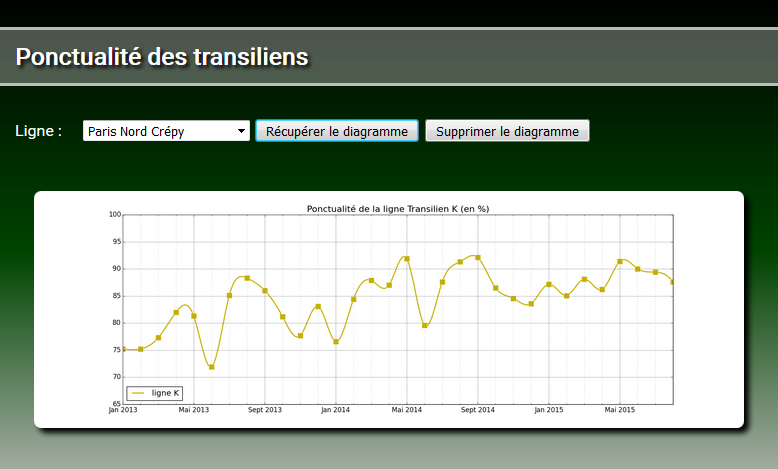 Ponctualité des transiliens
Ligne : Paris Nord Crépy Récupérer le diagramme Supprimer le diagramme
Ponctualité de la ligne Transilien K (en %)
100
95
90
85
80
75
70
65
ligne K
Jan 2013 Mai 2013 Sept 2013 Jan 2014 Mai 2014 Sept 2014 Jan 2015 Mai 2015